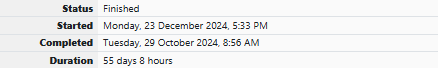 Status Finished
Started Monday, 23 December 2024, 5:33 PM
Completed Tuesday, 29 October 2024, 8:56 AM
Duration 55 days 8 hours